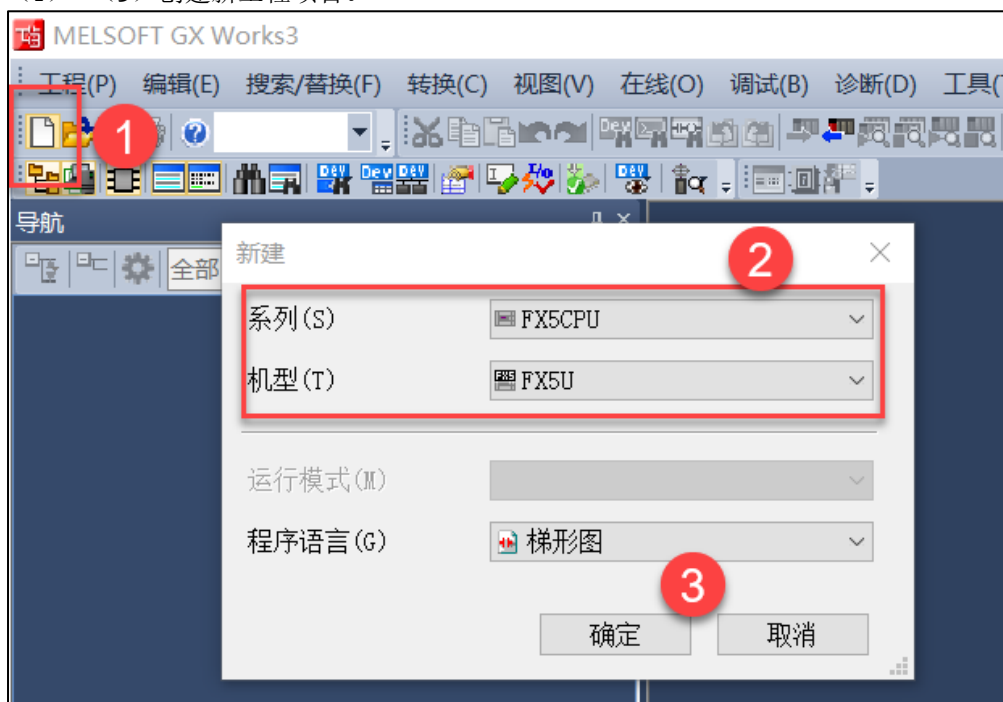 MELSOFT GX Works3
工程(P) 编辑(E) 搜索/替换(F) 转换(C) 视图(V) 在线(O) 调试(B) 诊断(D) 工具(
1
导航
全部
新建
2
系列(S) FX5CPU
机型(T) FX5U
运行模式(M)
程序语言(G) 梯形图
3
确定 取消